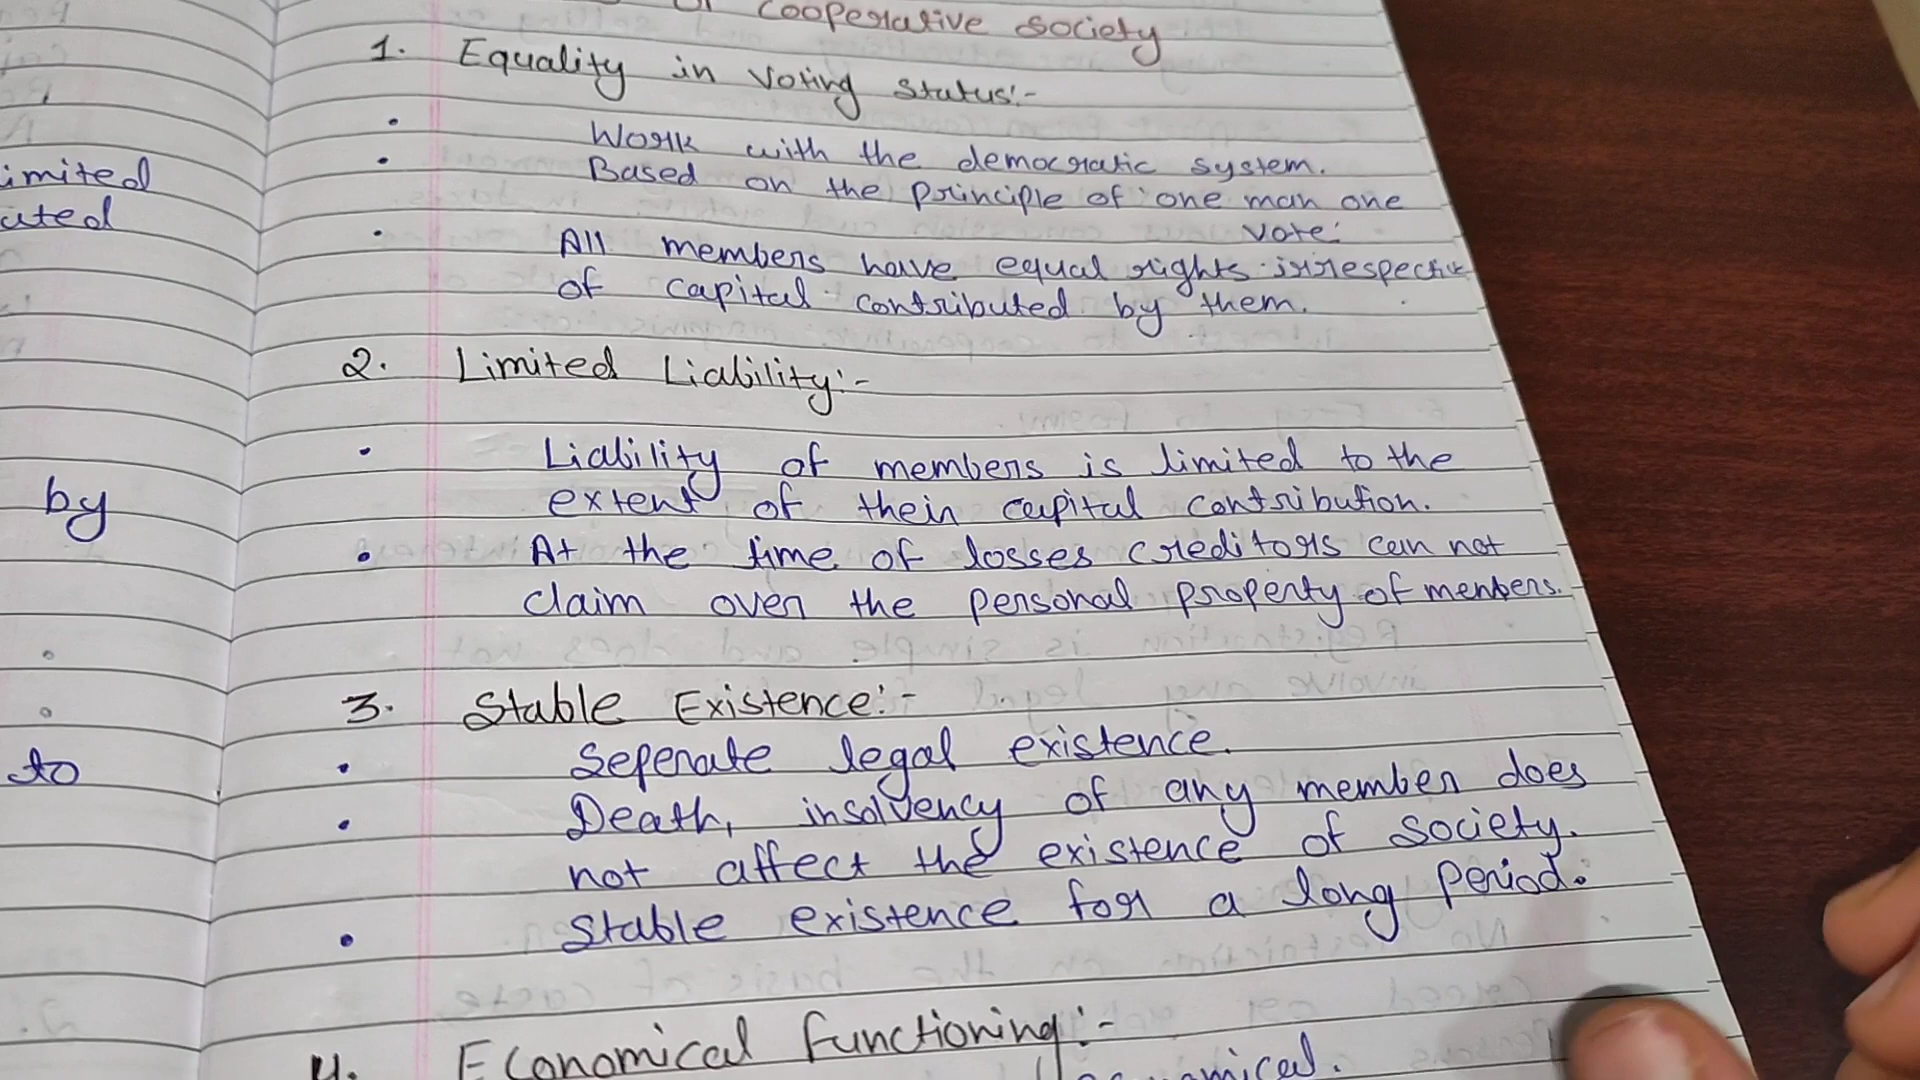 of Cooperative society
1. Equality in Voting Status:-
• Work with the democratic system.
• Based on the principle of one man one
vote.
• All members have equal rights irrespective
of capital contributed by them.
2. Limited Liability:-
• Liability of members is limited to the
extent of their capital contribution.
• At the time of losses creditors can not
claim over the personal property of members.
3. Stable Existence:-
• Seperate legal existence.
• Death, insolvency of any member does
not affect the existence of society.
• Stable existence for a long period.
4. Economical functioning:-
imited
ated
by
to